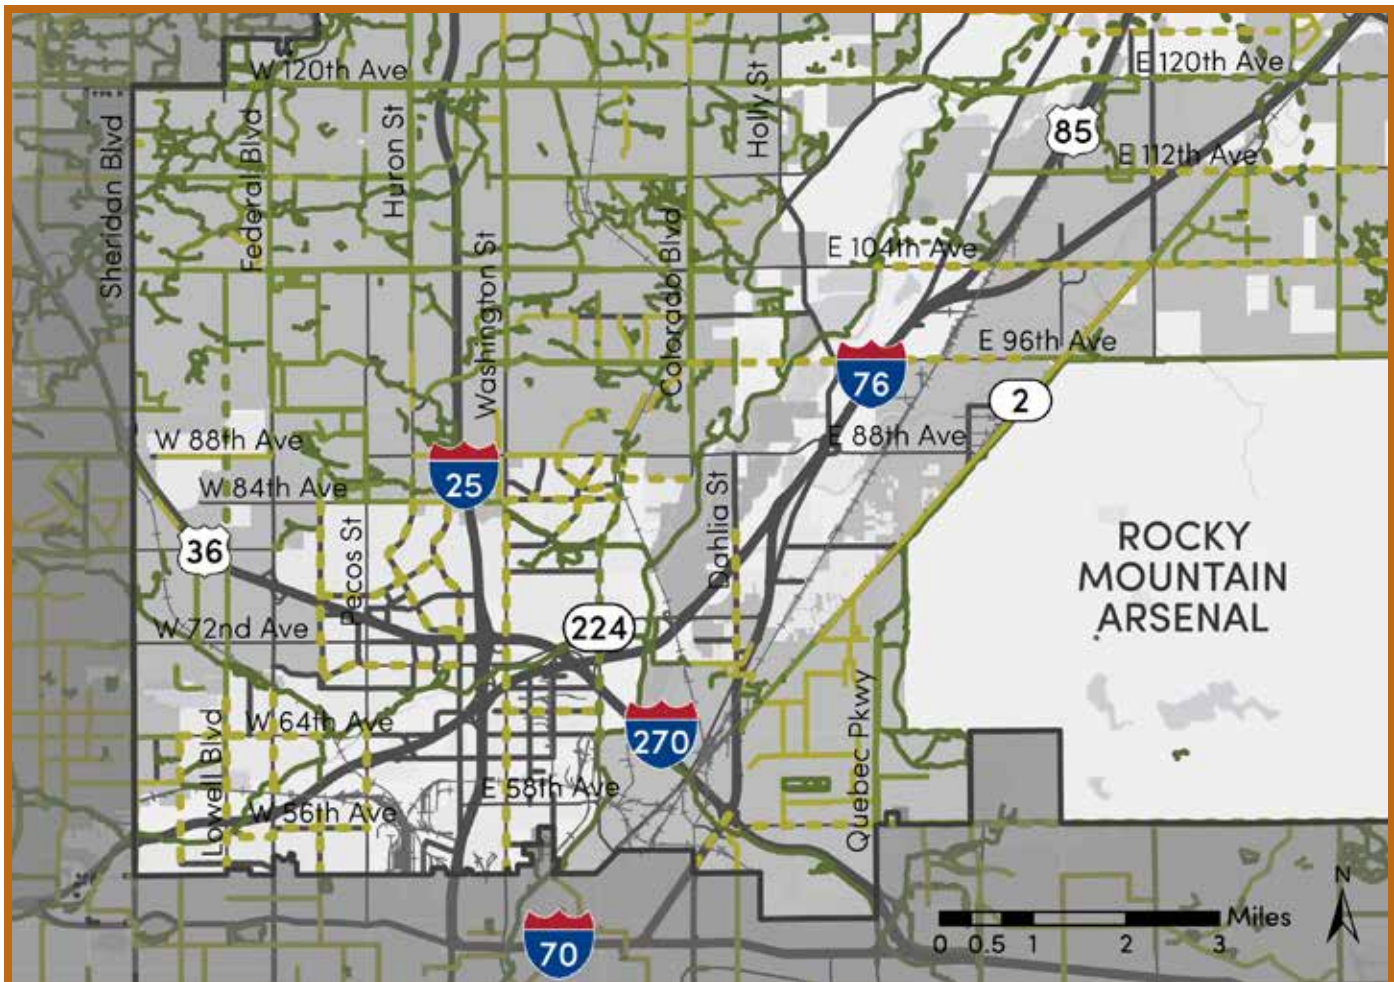 W 120th Ave
E 120th Ave
Holly St
85
Sheridan Blvd
Federal Blvd
Huron St
E 112th Ave
Washington St
Colorado Blvd
E 104th Ave
E 96th Ave
76
2
W 88th Ave
E 88th Ave
25
W 84th Ave
Dahlia St
36
Pecos St
ROCKY
MOUNTAIN
ARSENAL
224
W 72nd Ave
Quebec Pkwy
Lowell Blvd
W 64th Ave
270
E 58th Ave
W 56th Ave
N
Miles
0 0.5 1 2 3
70